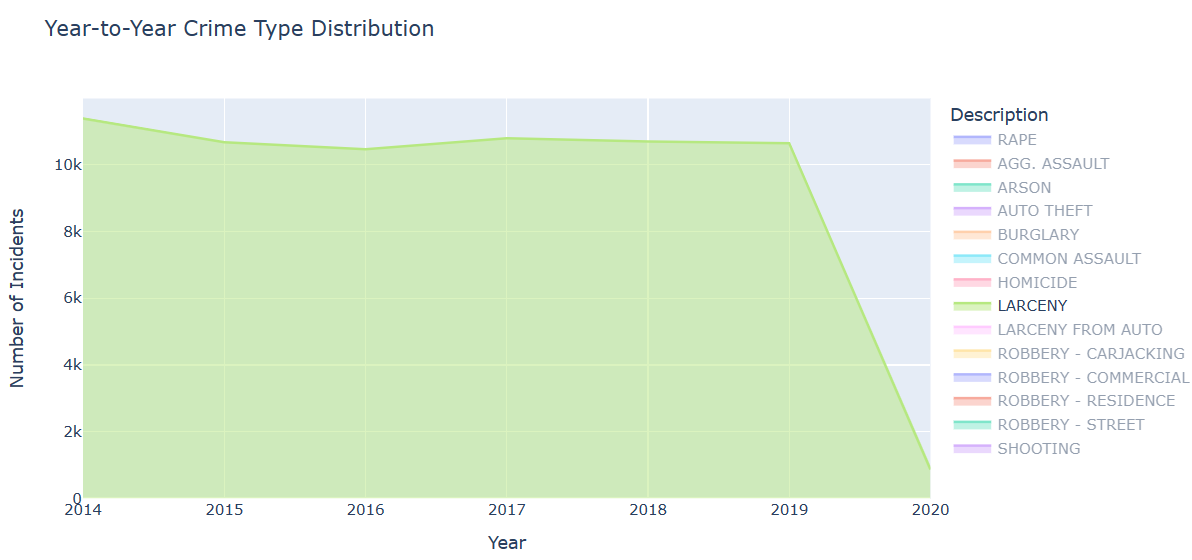 Year-to-Year Crime Type Distribution
Number of Incidents
10k
8k
6k
4k
2k
0
2014 2015 2016 2017 2018 2019 2020
Year
Description
RAPE
AGG. ASSAULT
ARSON
AUTO THEFT
BURGLARY
COMMON ASSAULT
HOMICIDE
LARCENY
LARCENY FROM AUTO
ROBBERY - CARJACKING
ROBBERY - COMMERCIAL
ROBBERY - RESIDENCE
ROBBERY - STREET
SHOOTING